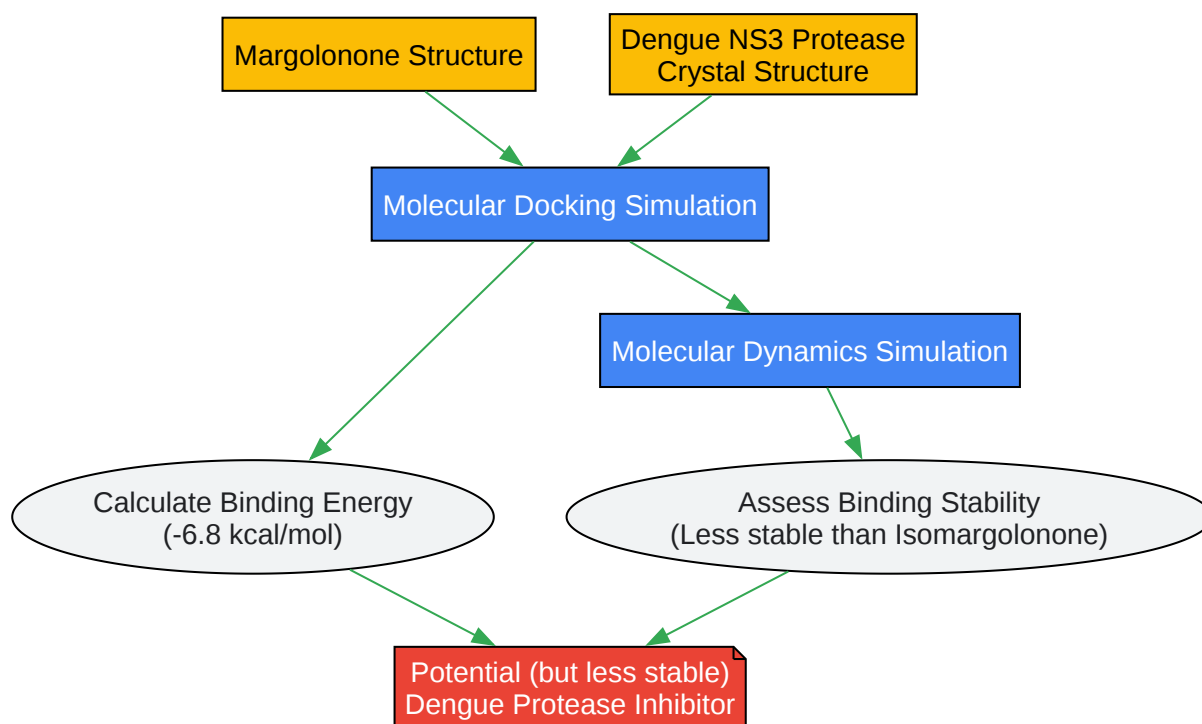 Margolonone Structure
Dengue NS3 Protease
Crystal Structure
Molecular Docking Simulation
Molecular Dynamics Simulation
Calculate Binding Energy
(-6.8 kcal/mol)
Assess Binding Stability
(Less stable than Isomargolonone)
Potential (but less stable)
Dengue Protease Inhibitor